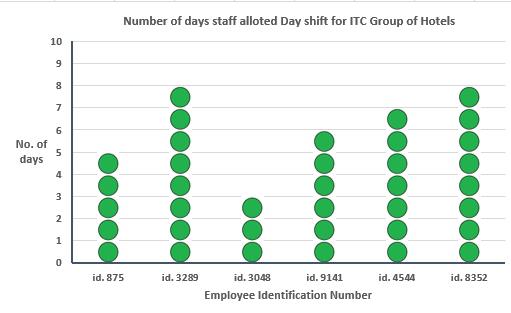 Number of days staff alloted Day shift for ITC Group of Hotels
10
9
8
7
6
5
4
3
2
1
0
No. of
days
id. 875 id. 3289 id. 3048 id. 9141 id. 4544 id. 8352
Employee Identification Number